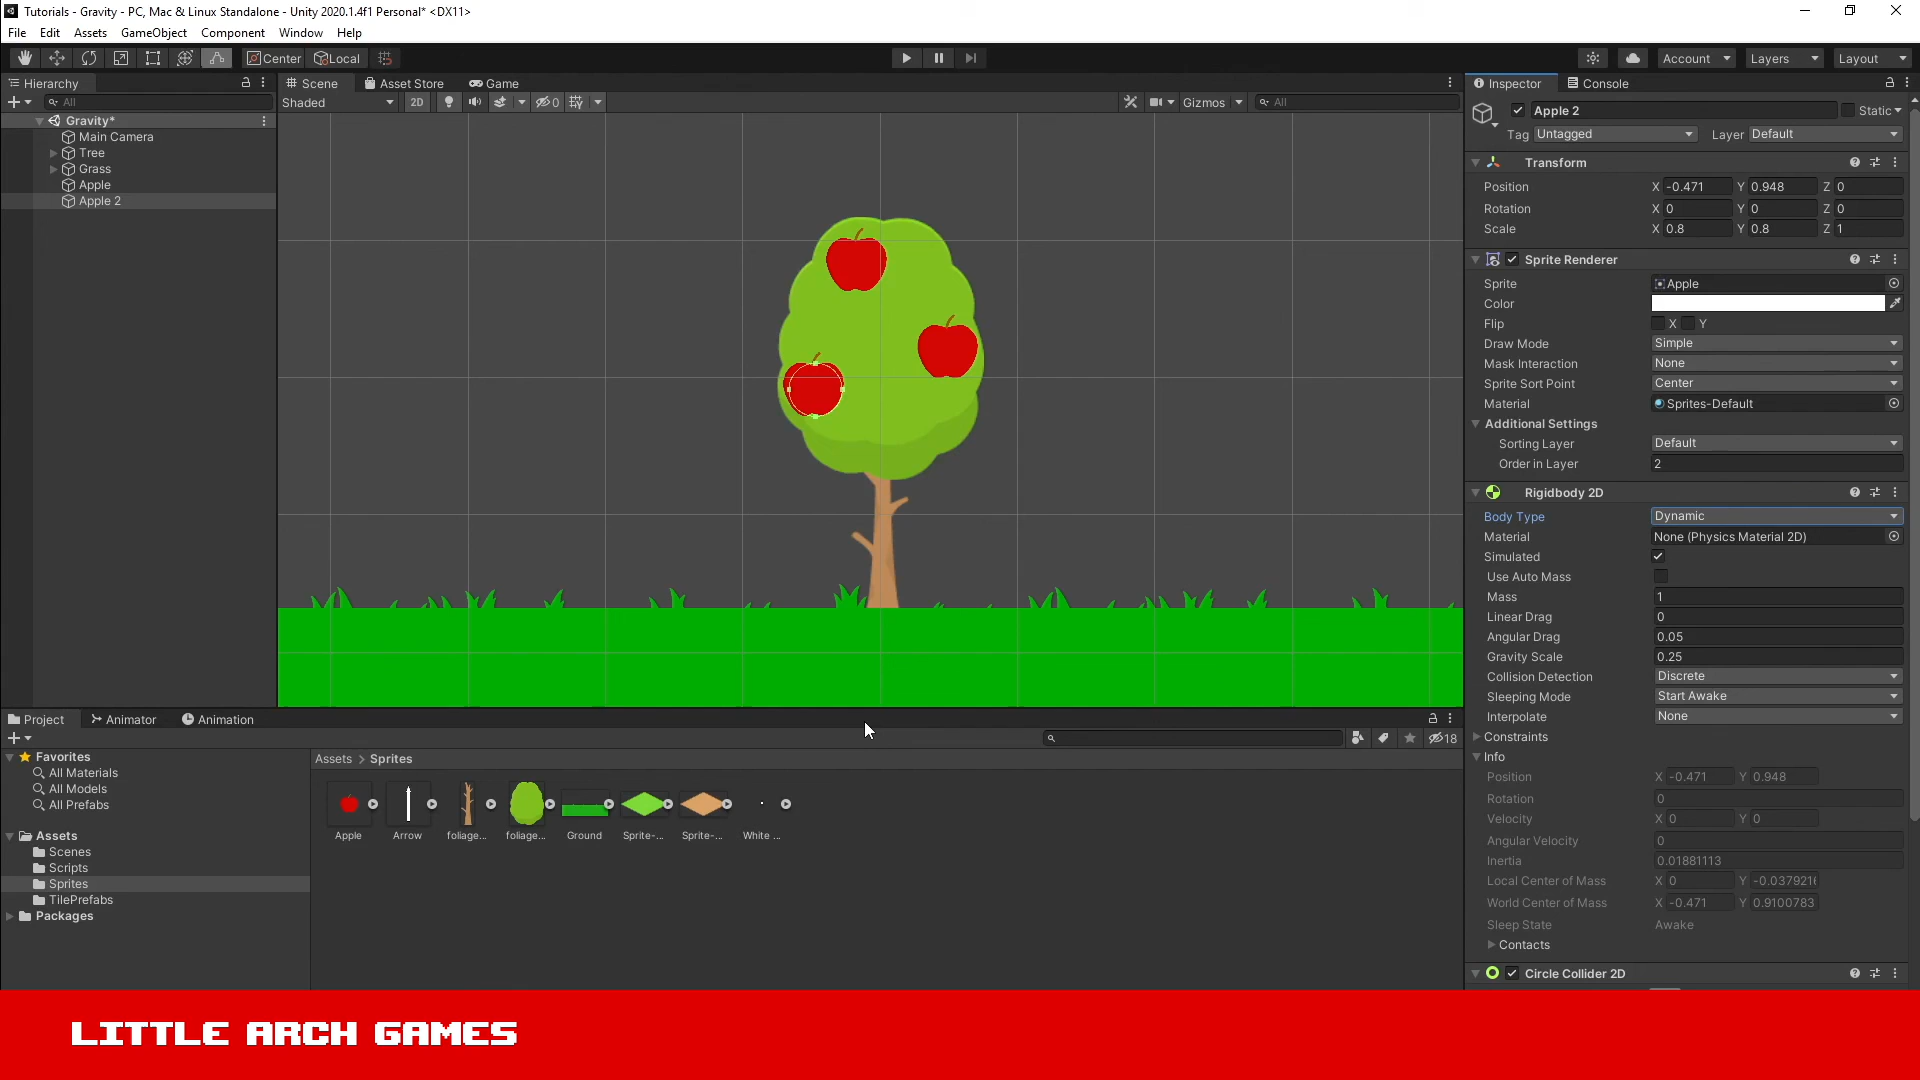 Tutorials - Gravity - PC, Mac & Linux Standalone - Unity 2020.1.4f1 Personal* <DX11>
File Edit Assets GameObject Component Window Help
Center Local Account Layers Layout
Hierarchy
All
Gravity*
Main Camera
Tree
Grass
Apple
Apple 2
Scene Asset Store Game
Shaded 2D 0 Gizmos All
Inspector Console
Apple 2 Static
Tag Untagged Layer Default
Transform
Position X -0.471 Y 0.948 Z 0
Rotation X 0 Y 0 Z 0
Scale X 0.8 Y 0.8 Z 1
Sprite Renderer
Sprite Apple
Color
Flip X Y
Draw Mode Simple
Mask Interaction None
Sprite Sort Point Center
Material Sprites-Default
Additional Settings
Sorting Layer Default
Order in Layer 2
Rigidbody 2D
Body Type Dynamic
Material None (Physics Material 2D)
Simulated
Use Auto Mass
Mass 1
Linear Drag 0
Angular Drag 0.05
Gravity Scale 0.25
Collision Detection Discrete
Sleeping Mode Start Awake
Interpolate None
Constraints
Info
Position X -0.471 Y 0.948
Rotation 0
Velocity X 0 Y 0
Angular Velocity 0
Inertia 0.01881113
Local Center of Mass X 0 Y -0.0379216
World Center of Mass X -0.471 Y 0.9100783
Sleep State Awake
Contacts
Circle Collider 2D
Project Animator Animation
18
Favorites
All Materials
All Models
All Prefabs
Assets
Scenes
Scripts
Sprites
TilePrefabs
Packages
Assets > Sprites
Apple Arrow foliage... foliage... Ground Sprite-... Sprite-... White ...
LITTLE ARCH GAMES